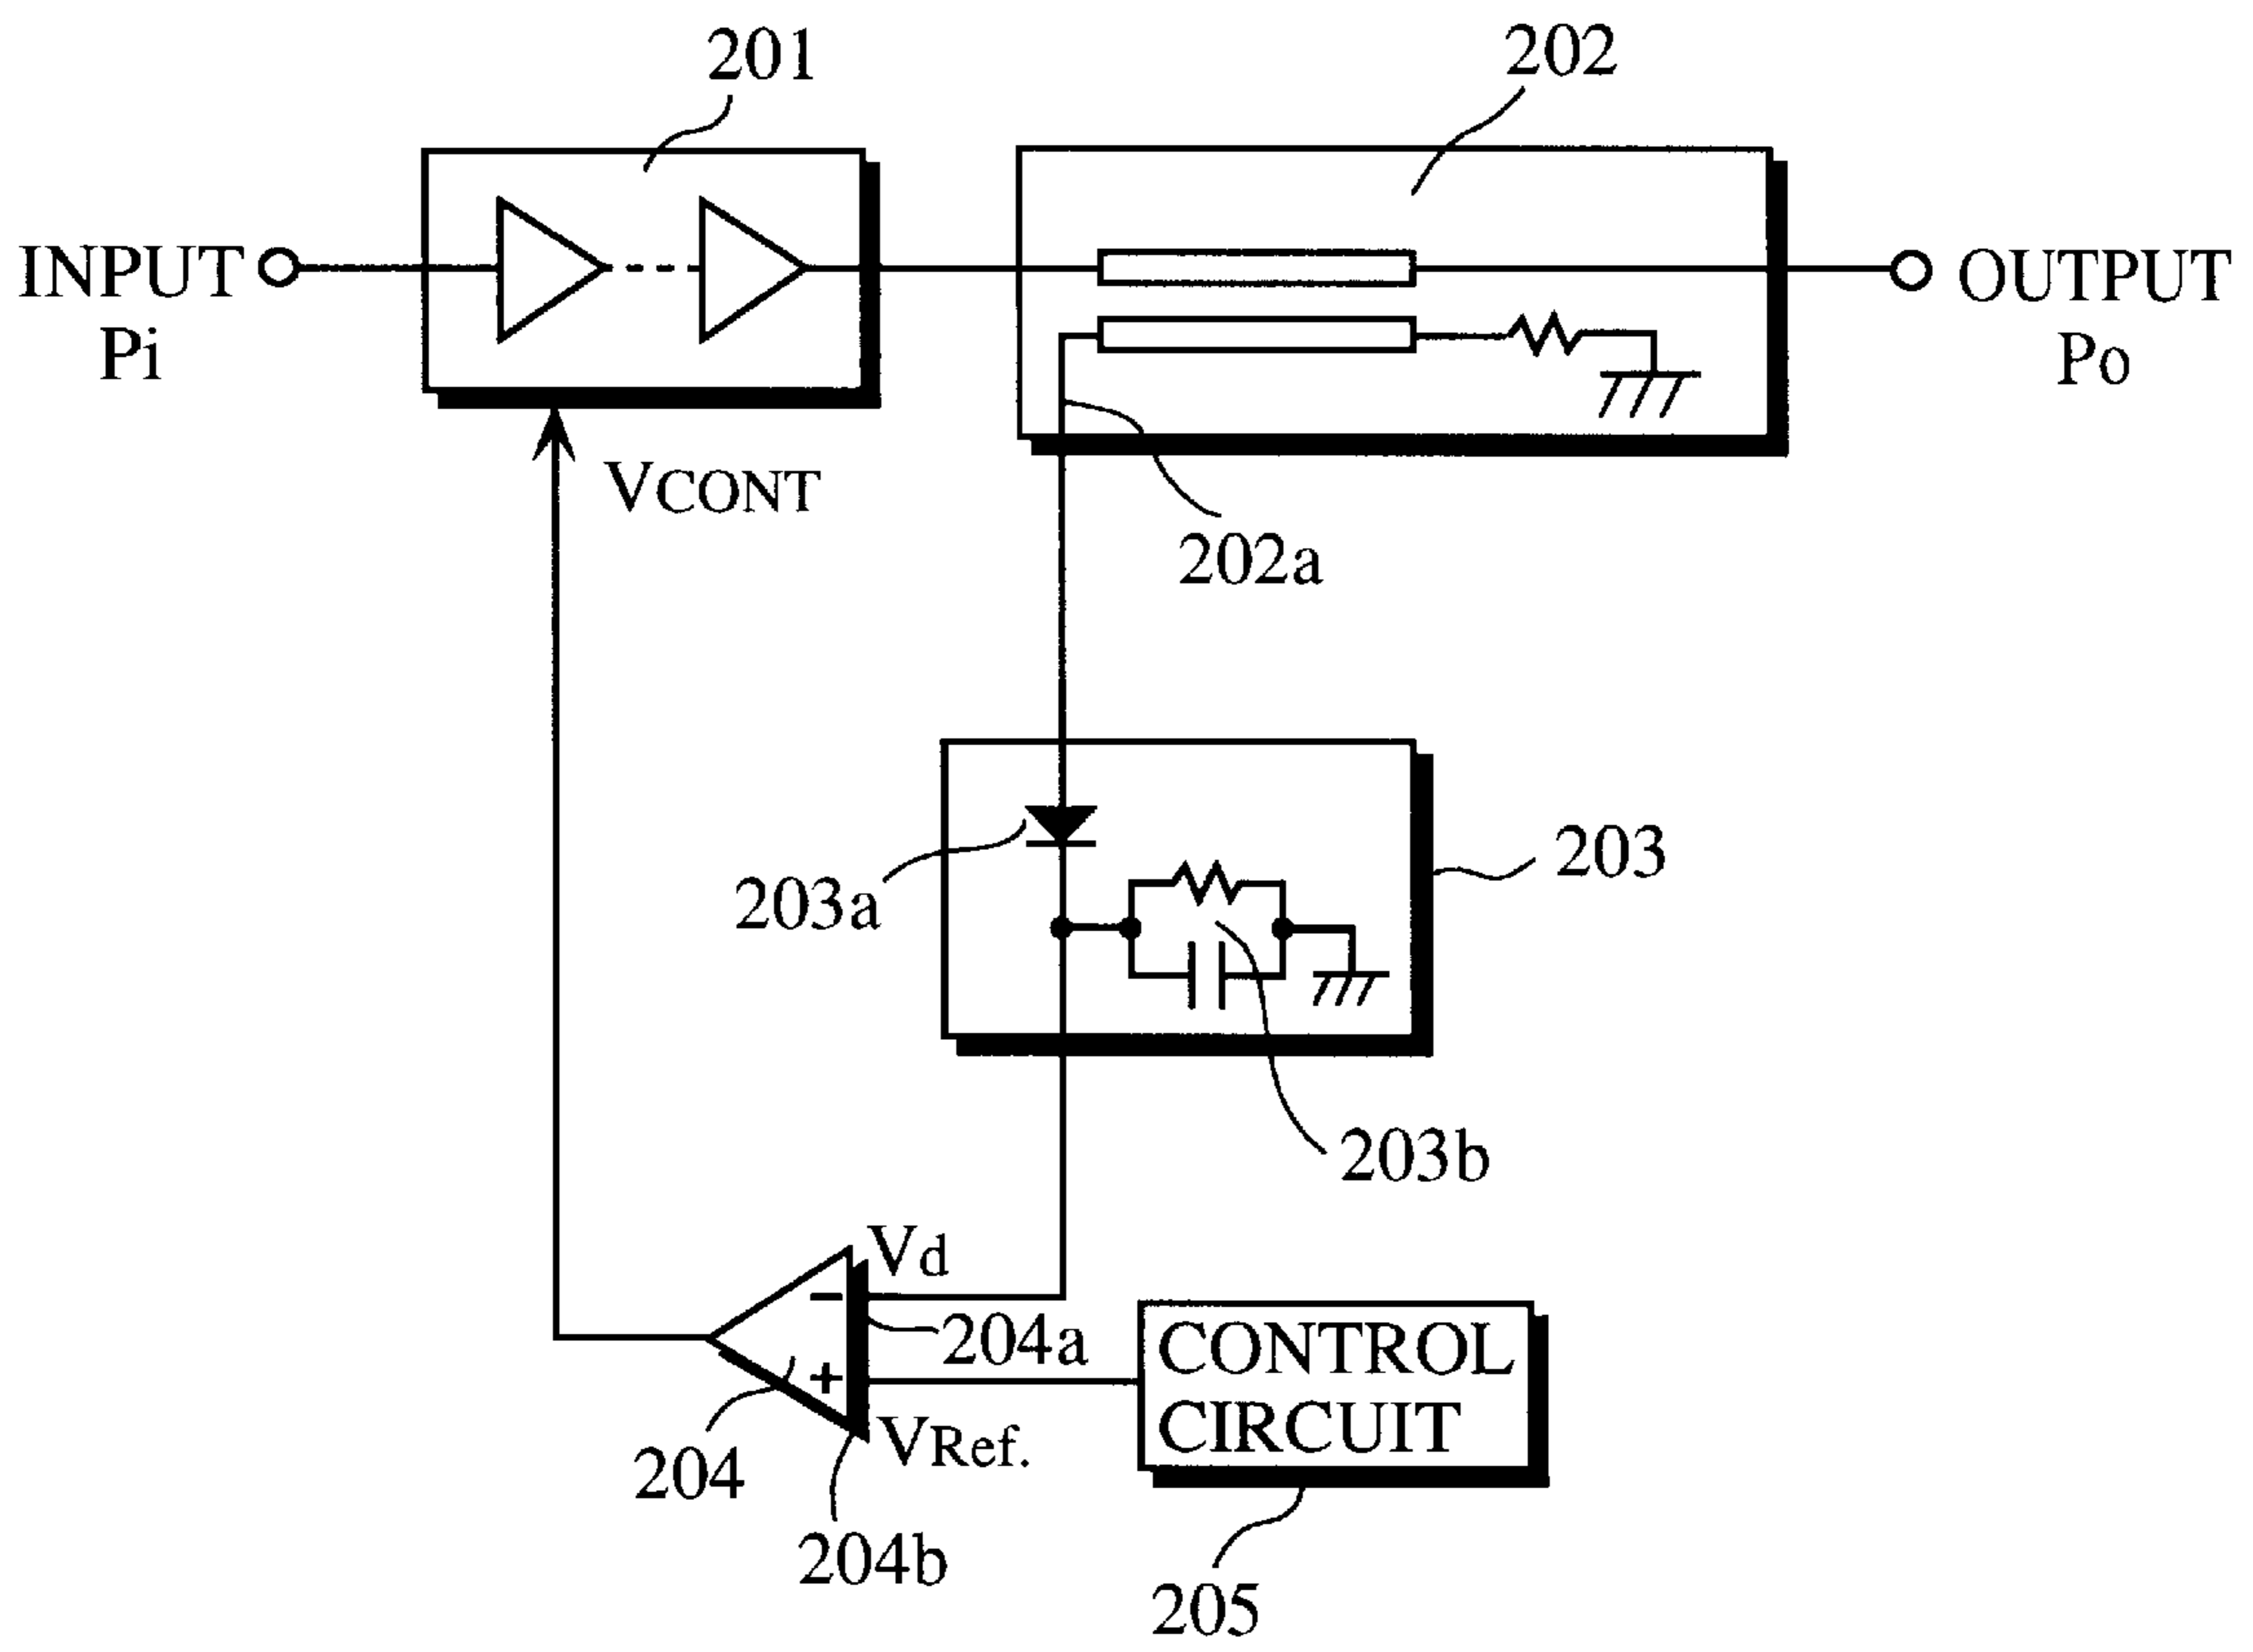 201
202
INPUT
Pi
OUTPUT
Po
VCONT
202a
203a
203
203b
Vd
-
204a
+
CONTROL
CIRCUIT
VRef.
204
204b
205